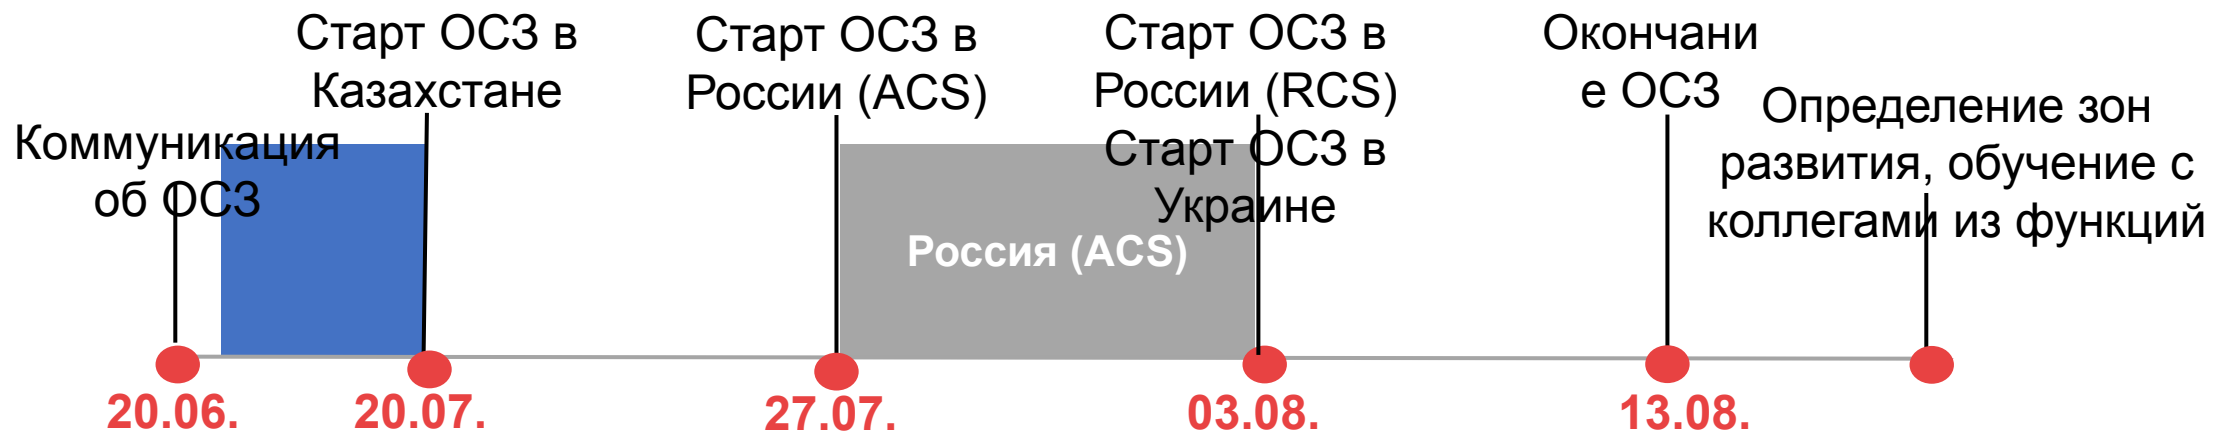 Коммуникация
об ОСЗ
Старт ОСЗ в
Казахстане
Старт ОСЗ в
России (ACS)
Старт ОСЗ в
России (RCS)
Старт ОСЗ в
Украине
Окончани
е ОСЗ
Определение зон
развития, обучение с
коллегами из функций
Россия (ACS)
20.06.
20.07.
27.07.
03.08.
13.08.